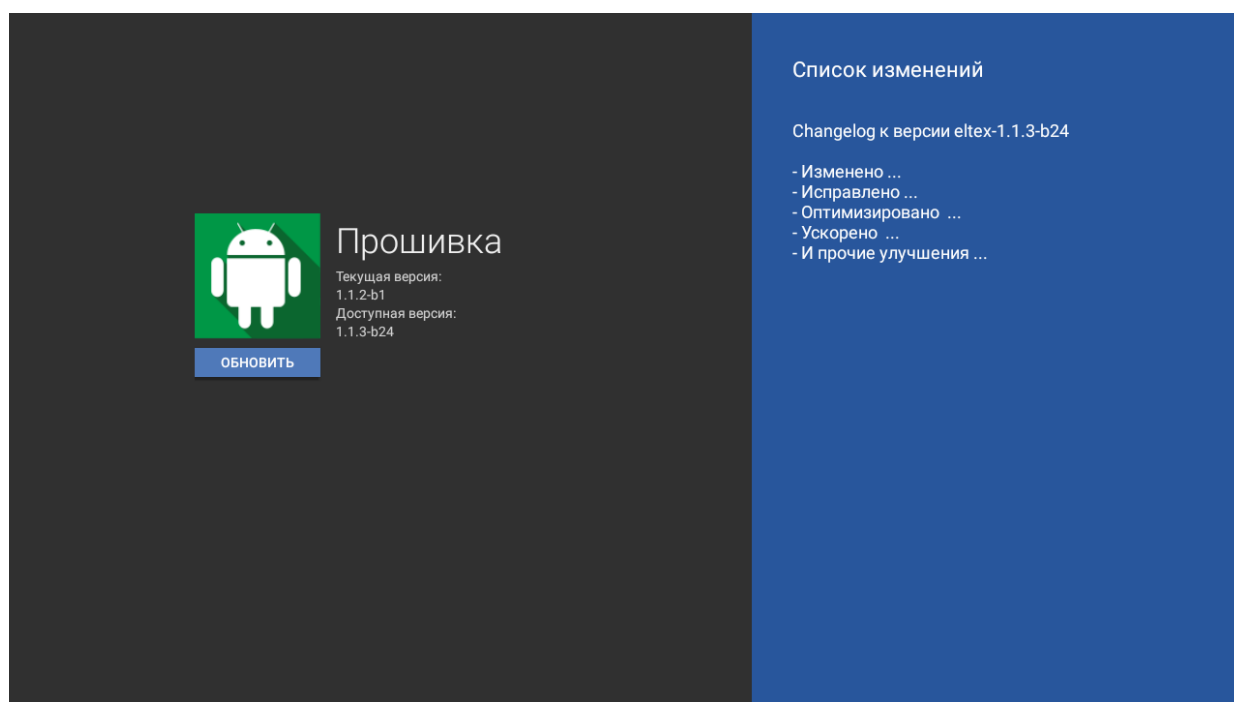 Прошивка
Текущая версия:
1.1.2-b1
Доступная версия:
1.1.3-b24
ОБНОВИТЬ
Список изменений
Changelog к версии eltex-1.1.3-b24
- Изменено ...
- Исправлено ...
- Оптимизировано ...
- Ускорено ...
- И прочие улучшения ...